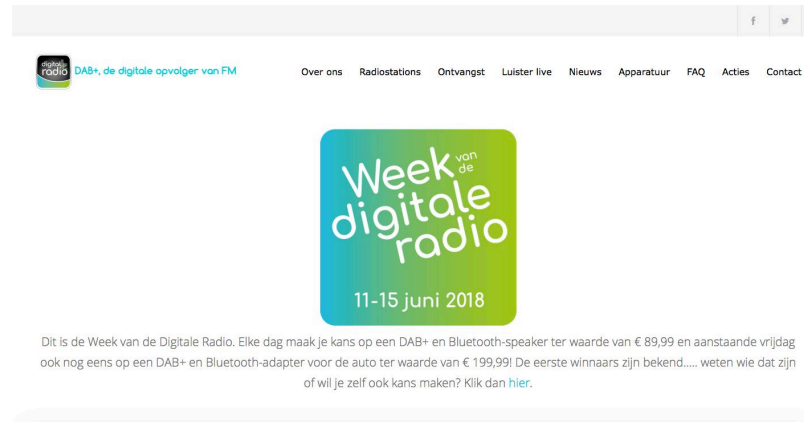 digital
radio
DAB+, de digitale opvolger van FM
Over ons Radiostations Ontvangst Luister live Nieuws Apparatuur FAQ Acties Contact
Week van de
digitale
radio
11-15 juni 2018
Dit is de Week van de Digitale Radio. Elke dag maak je kans op een DAB+ en Bluetooth-speaker ter waarde van € 89,99 en aanstaande vrijdag
ook nog eens op een DAB+ en Bluetooth-adapter voor de auto ter waarde van € 199,99! De eerste winnaars zijn bekend..... weten wie dat zijn
of wil je zelf ook kans maken? Klik dan hier.